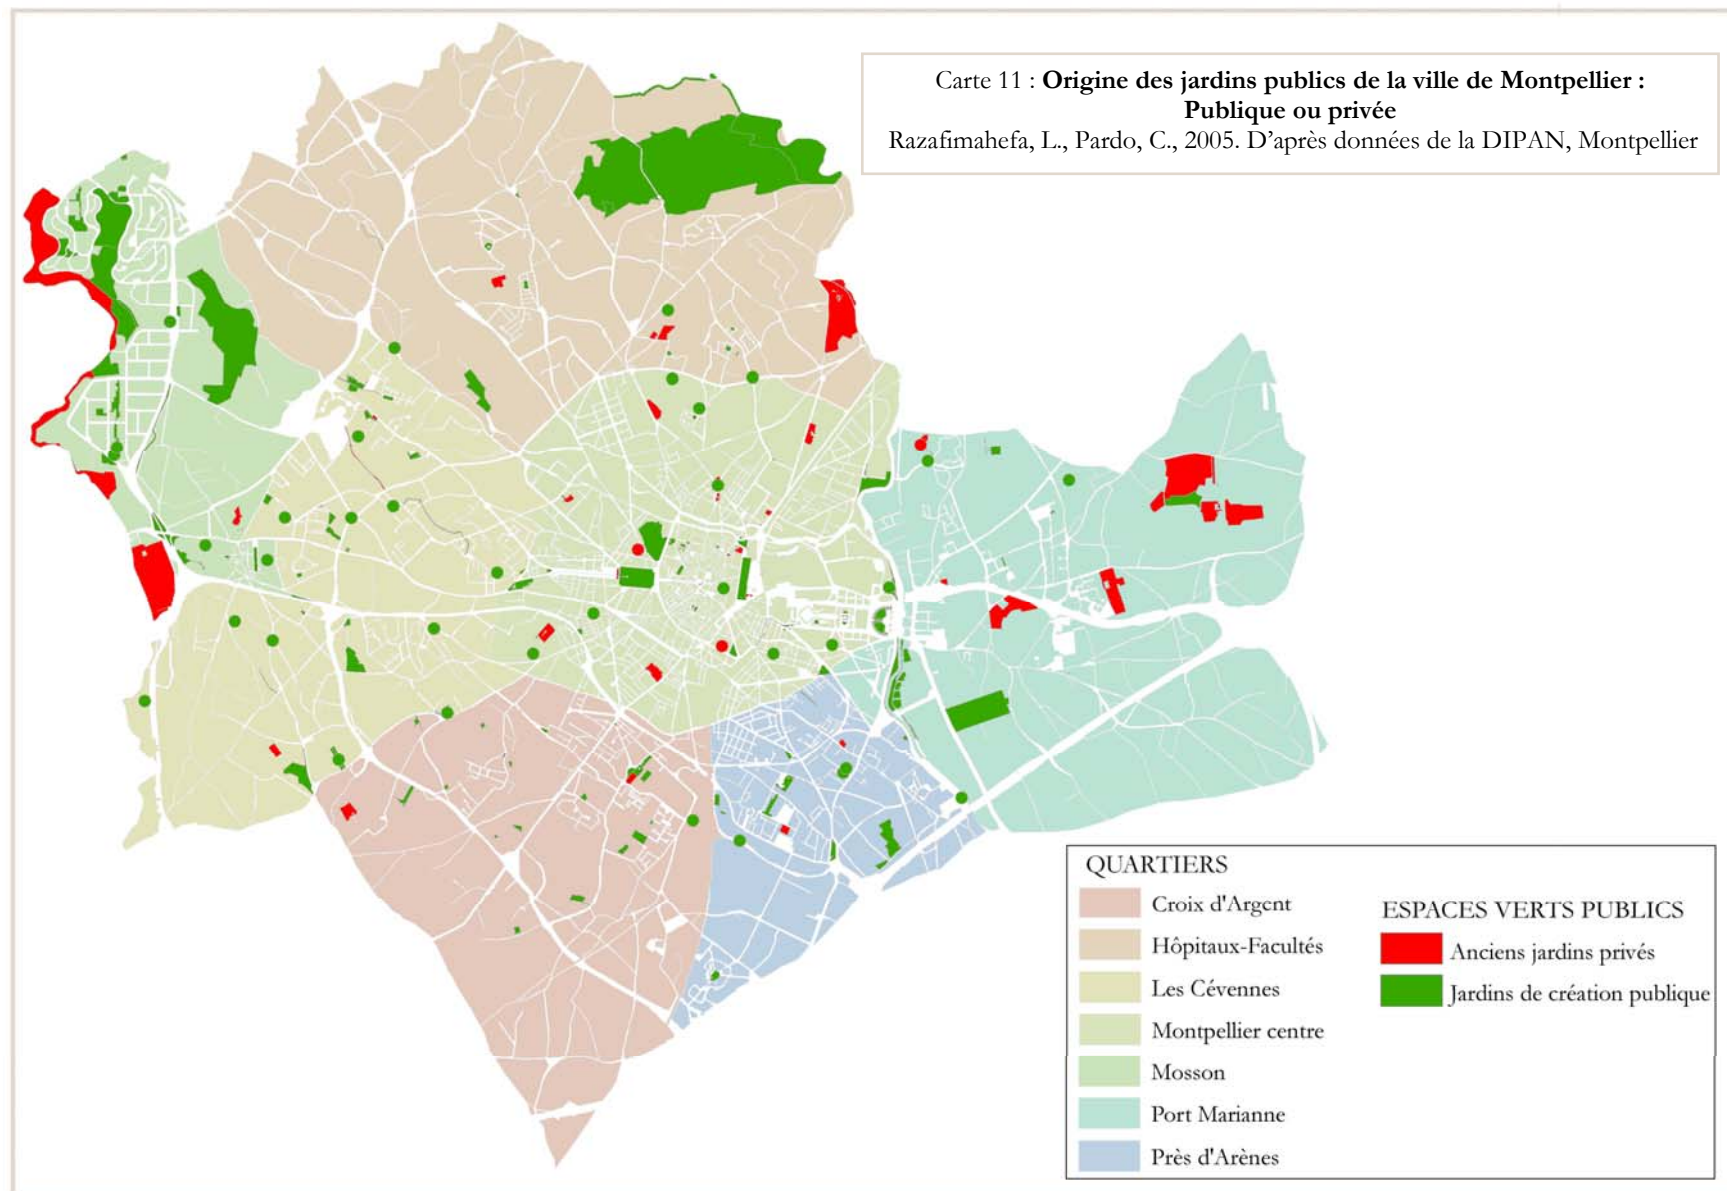 Carte 11 : Origine des jardins publics de la ville de Montpellier :
Publique ou privée
Razafimahefa, L., Pardo, C., 2005. D'après données de la DIPAN, Montpellier
QUARTIERS
Croix d'Argent
Hôpitaux-Facultés
Les Cévennes
Montpellier centre
Mosson
Port Marianne
Près d'Arènes
ESPACES VERTS PUBLICS
Anciens jardins privés
Jardins de création publique